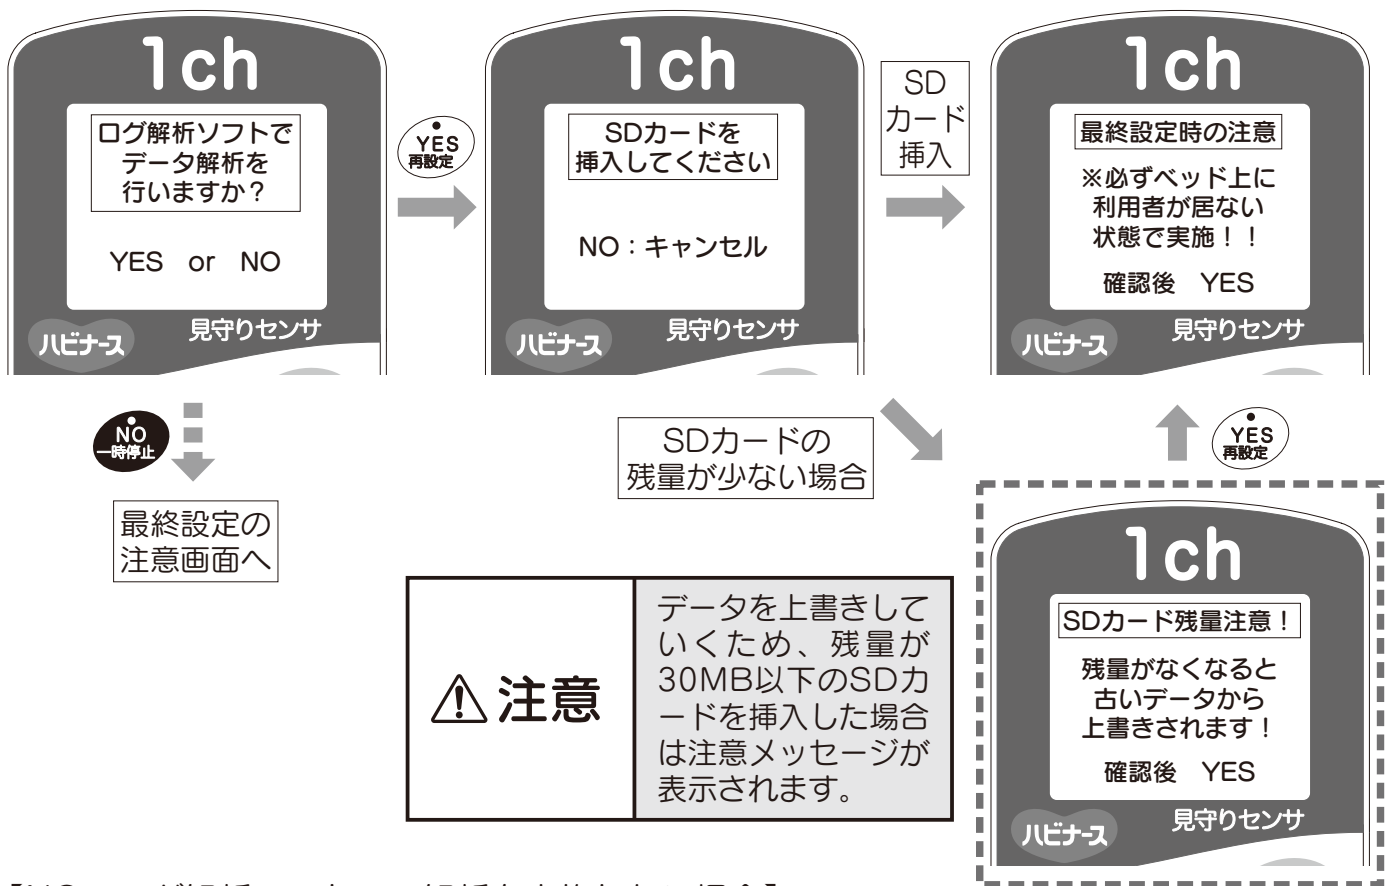 1ch
ログ解析ソフトで
データ解析を
行いますか？
YES or NO
ハビナース
見守りセンサ
YES
再設定
1ch
SDカードを
挿入してください
NO：キャンセル
ハビナース
見守りセンサ
SD
カード
挿入
1ch
最終設定時の注意
※必ずベッド上に
利用者が居ない
状態で実施！！
確認後 YES
ハビナース
見守りセンサ
NO
一時停止
最終設定の
注意画面へ
SDカードの
残量が少ない場合
YES
再設定
注意
データを上書きして
いくため、残量が
30MB以下のSDカ
ードを挿入した場合
は注意メッセージが
表示されます。
1ch
SDカード残量注意！
残量がなくなると
古いデータから
上書きされます！
確認後 YES
ハビナース
見守りセンサ